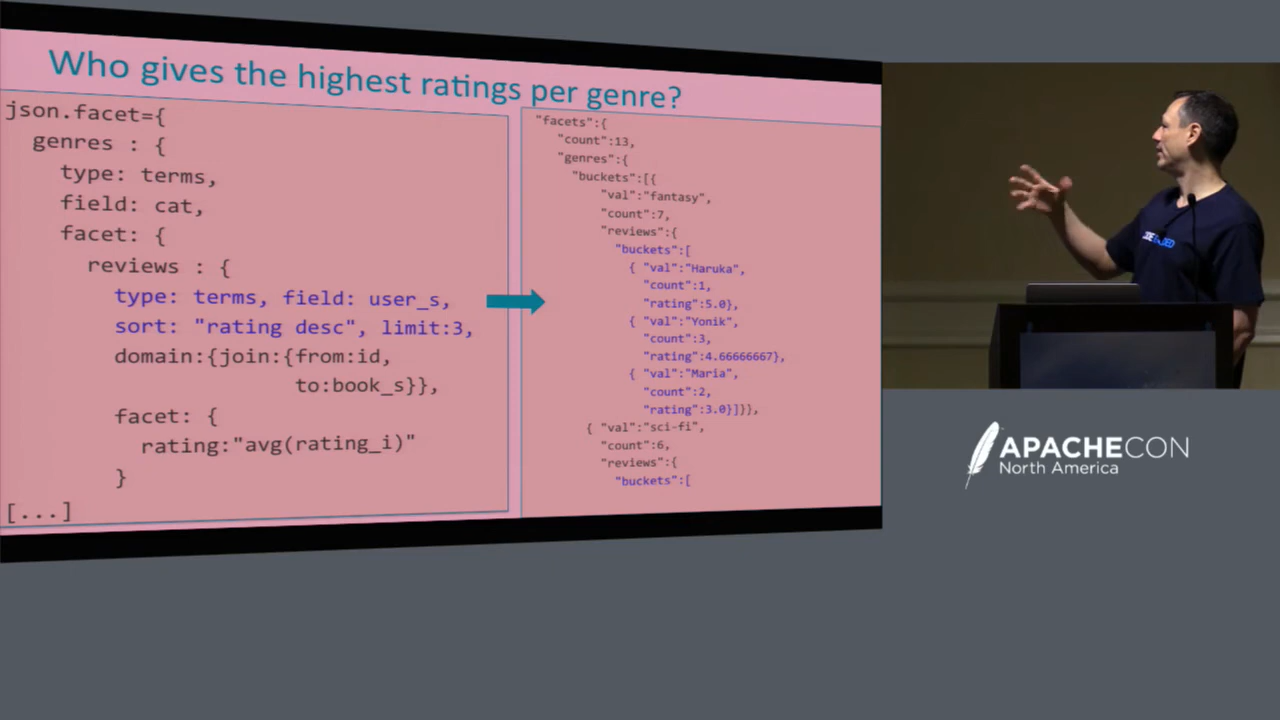 Who gives the highest ratings per genre?
json.facet={
genres : {
type: terms,
field: cat,
facet: {
reviews : {
type: terms, field: user_s,
sort: "rating desc", limit:3,
domain:{join:{from:id,
to:book_s}},
facet: {
rating:"avg(rating_i)"
}
[...]
"facets":{
"count":13,
"genres":{
"buckets":[{
"val":"fantasy",
"count":7,
"reviews":{
"buckets":[
{ "val":"Haruka",
"count":1,
"rating":5.0},
{ "val":"Yonik",
"count":3,
"rating":4.66666667},
{ "val":"Maria",
"count":2,
"rating":3.0}]}},
{ "val":"sci-fi",
"count":6,
"reviews":{
"buckets":[
APACHECON
North America